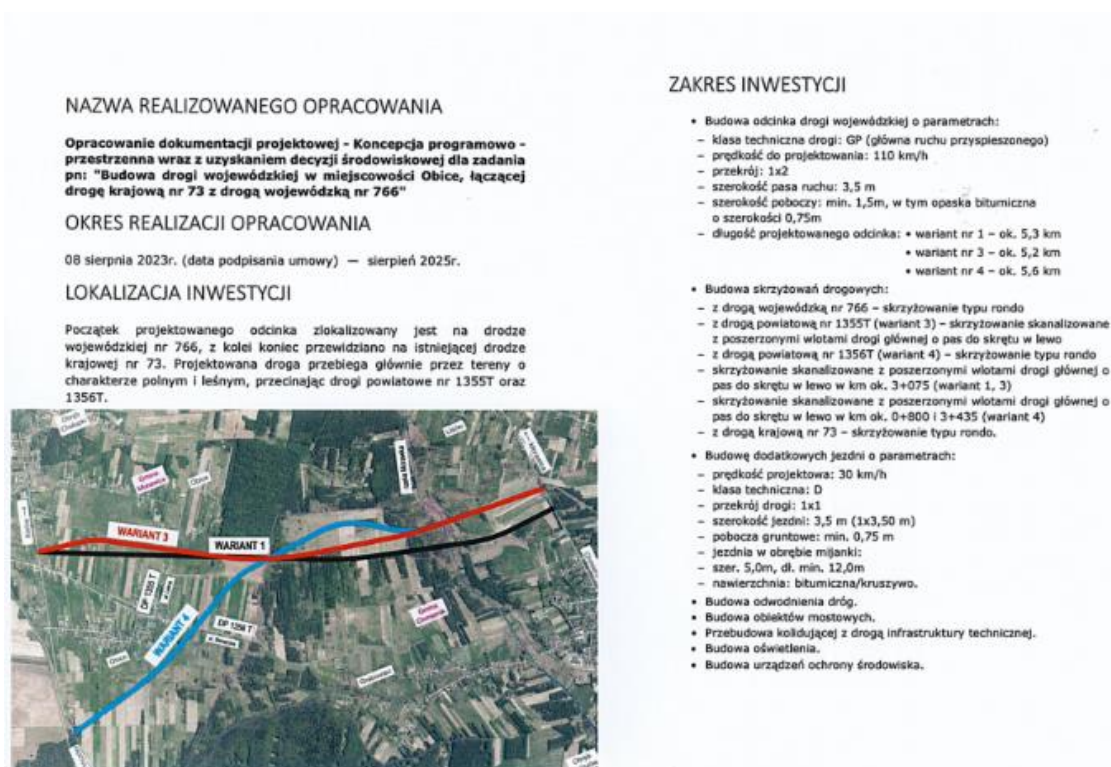 NAZWA REALIZOWANEGO OPRACOWANIA
Opracowanie dokumentacji projektowej - Koncepcja programowo -
przestrzenna wraz z uzyskaniem decyzji środowiskowej dla zadania
pn: "Budowa drogi wojewódzkiej w miejscowości Obice, łączącej
drogę krajową nr 73 z drogą wojewódzką nr 766"
OKRES REALIZACJI OPRACOWANIA
08 sierpnia 2023r. (data podpisania umowy) — sierpień 2025r.
LOKALIZACJA INWESTYCJI
Początek projektowanego odcinka zlokalizowany jest na drodze
wojewódzkiej nr 766, z kolei koniec przewidziano na istniejącej drodze
krajowej nr 73. Projektowana droga przebiega głównie przez tereny o
charakterze polnym i leśnym, przecinając drogi powiatowe nr 1355T oraz
1356T.
WARIANT 3
WARIANT 1
WARIANT 4
DP 1355 T
DP 1356 T
Gmina
Morawica
Gmina
Chmielnik
Obice
ZAKRES INWESTYCJI
• Budowa odcinka drogi wojewódzkiej o parametrach:
– klasa techniczna drogi: GP (główna ruchu przyspieszonego)
– prędkość do projektowania: 110 km/h
– przekrój: 1x2
– szerokość pasa ruchu: 3,5 m
– szerokość poboczy: min. 1,5m, w tym opaska bitumiczna
o szerokości 0,75m
– długość projektowanego odcinka: • wariant nr 1 – ok. 5,3 km
• wariant nr 3 – ok. 5,2 km
• wariant nr 4 – ok. 5,6 km
• Budowa skrzyżowań drogowych:
– z drogą wojewódzką nr 766 – skrzyżowanie typu rondo
– z drogą powiatową nr 1355T (wariant 3) – skrzyżowanie skanalizowane
z poszerzonymi wlotami drogi głównej o pas do skrętu w lewo
– z drogą powiatową nr 1356T (wariant 4) – skrzyżowanie typu rondo
– skrzyżowanie skanalizowane z poszerzonymi wlotami drogi głównej o
pas do skrętu w lewo w km ok. 3+075 (wariant 1, 3)
– skrzyżowanie skanalizowane z poszerzonymi wlotami drogi głównej o
pas do skrętu w lewo w km ok. 0+800 i 3+435 (wariant 4)
– z drogą krajową nr 73 – skrzyżowanie typu rondo.
• Budowę dodatkowych jezdni o parametrach:
– prędkość projektowa: 30 km/h
– klasa techniczna: D
– przekrój drogi: 1x1
– szerokość jezdni: 3,5 m (1x3,50 m)
– pobocza gruntowe: min. 0,75 m
– jezdnia w obrębie mijanki:
– szer. 5,0m, dł. min. 12,0m
– nawierzchnia: bitumiczna/kruszywo.
• Budowa odwodnienia dróg.
• Budowa obiektów mostowych.
• Przebudowa kolidującej z drogą infrastruktury technicznej.
• Budowa oświetlenia.
• Budowa urządzeń ochrony środowiska.